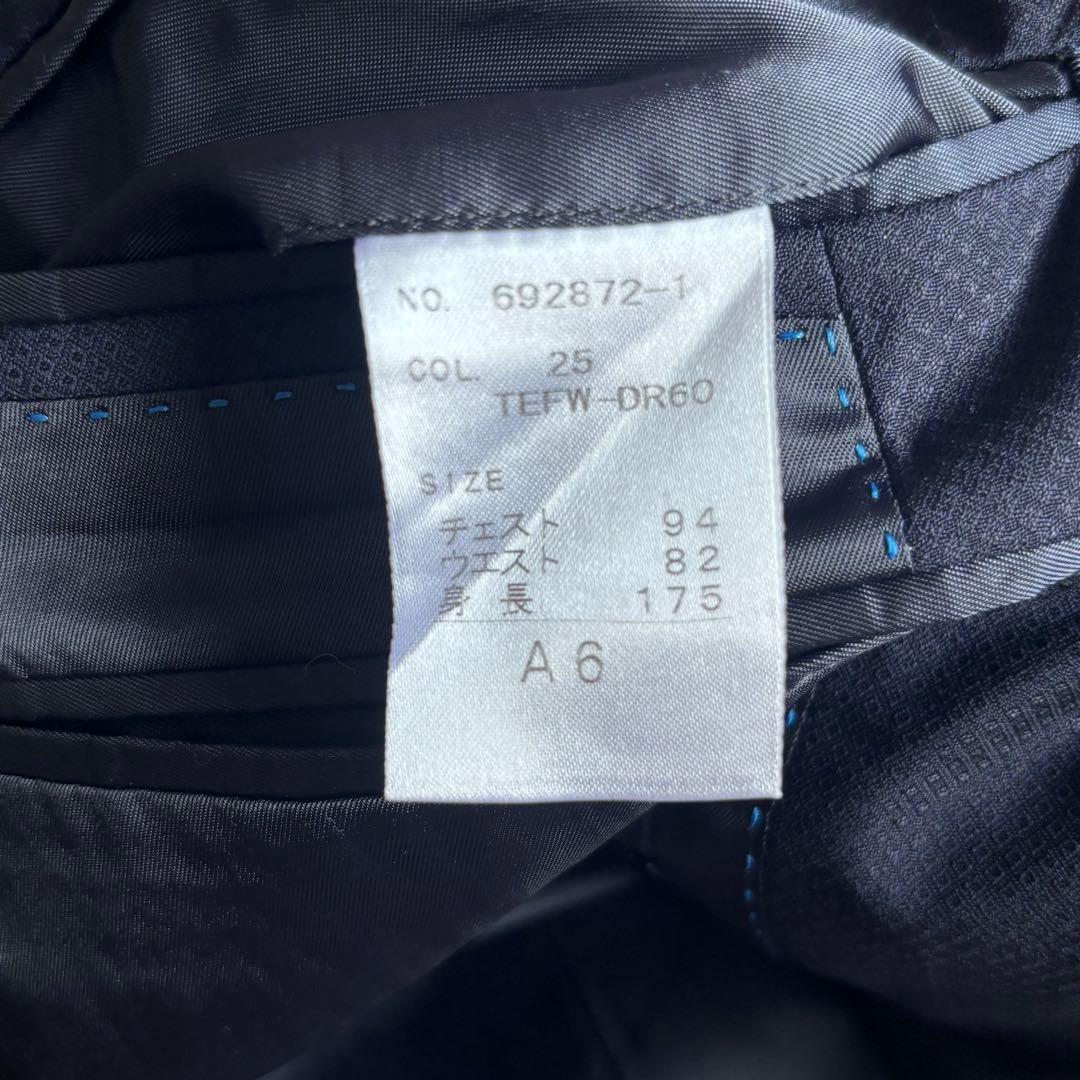 NO. 692872-1
COL. 25
TEFW-DR60
SIZE
チェスト 94
ウエスト 82
身長 175
A6